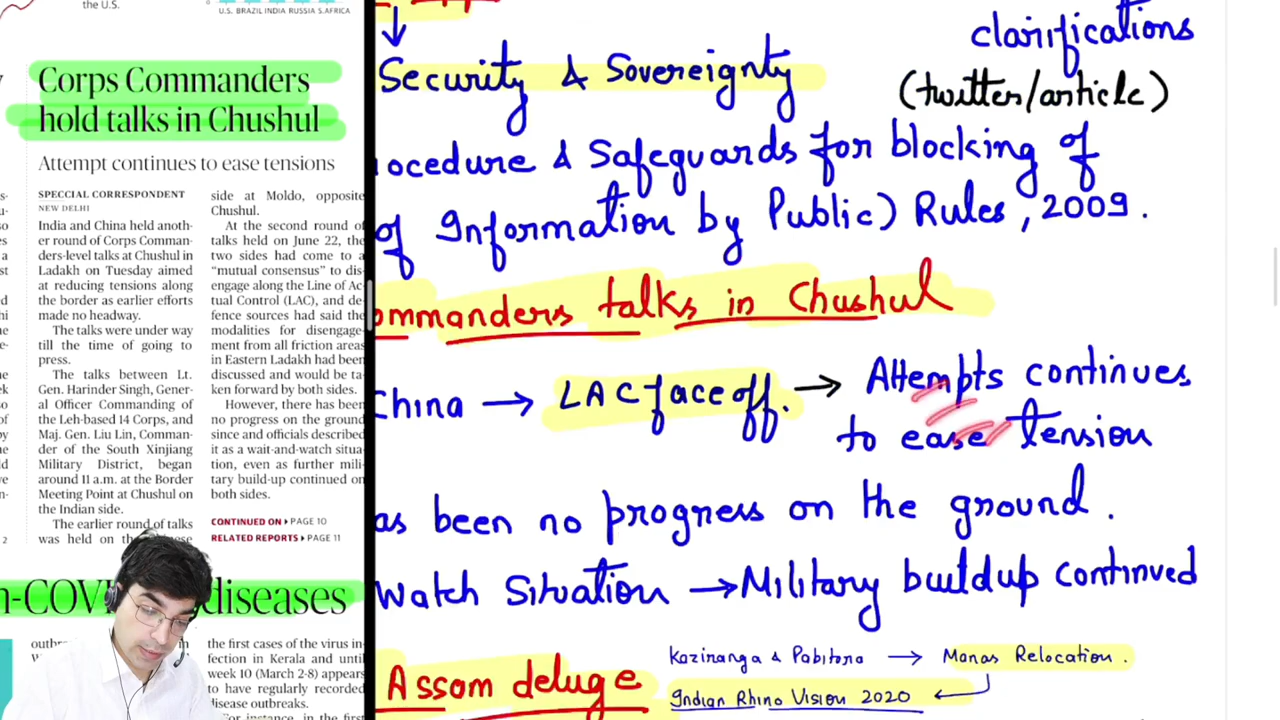 the U.S.
U.S. BRAZIL INDIA RUSSIA S.AFRICA
Corps Commanders
hold talks in Chushul
Attempt continues to ease tensions
SPECCIAL CORRESPONDENT
NEW DELHI
India and China held anoth-
er round of Corps Comman-
ders-level talks at Chushul in
Ladakh on Tuesday aimed
at reducing tensions along
the border as earlier efforts
made no headway.
The talks were under way
till the time of going to
press.
The talks between Lt.
Gen. Harinder Singh, Gener-
al Officer Commanding of
the Leh-based 14 Corps, and
Maj. Gen. Liu Lin, Comman-
der of the South Xinjiang
Military District, began
around 11 a.m. at the Border
Meeting Point at Chushul on
the Indian side.
The earlier round of talks
was held on the
side at Moldo, opposite
Chushul.
At the second round of
talks held on June 22, the
two sides had come to a
“mutual consensus” to dis-
engage along the Line of Ac-
tual Control (LAC), and de-
fence sources had said the
modalities for disengage-
ment from all friction areas
in Eastern Ladakh had been
discussed and would be ta-
ken forward by both sides.
However, there has been
no progress on the ground
since and officials described
it as a wait-and-watch situa-
tion, even as further mili-
tary build-up continued on
both sides.
CONTINUED ON PAGE 10
RELATED REPORTS PAGE 11
diseases
the first cases of the virus in-
fection in Kerala and until
week 10 (March 2-8) appears
to have regularly recorded
disease outbreaks.
For instance, in the first
clarifications
(twitter/article)
Security & Sovereignty
ocedure & Safeguards for blocking of
of Information by Public) Rules, 2009.
ommanders talks in Chushul
China → LAC face off. → Attempts continues
to ease tension
as been no progress on the ground.
Watch Situation → Military buildup continued
Assom deluge
Kaziranga & Pabitora → Manas Relocation.
Indian Rhino Vision 2020 ←